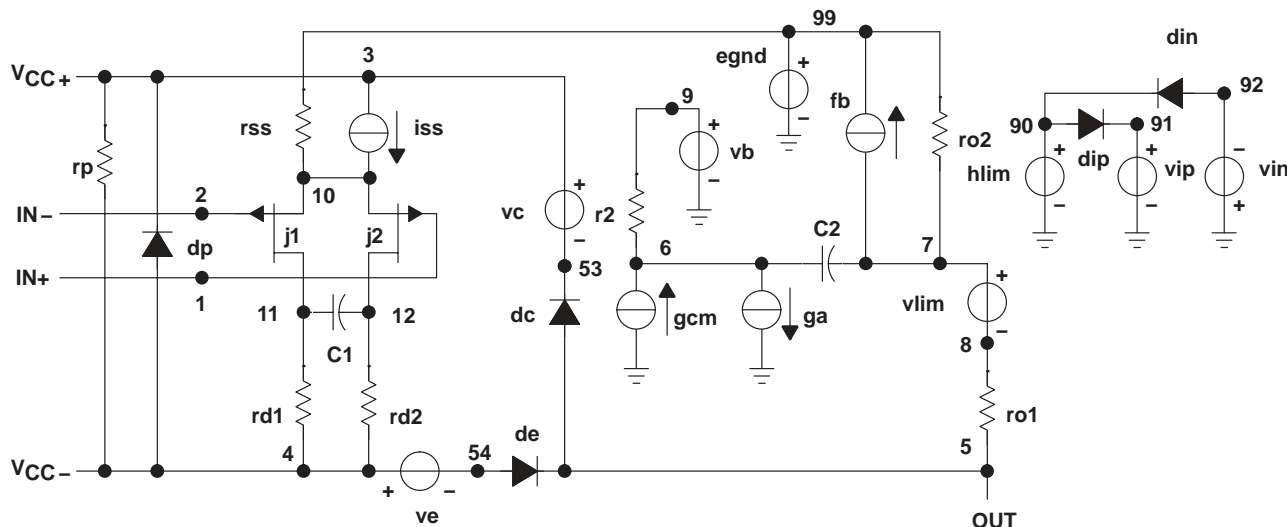 99
3
egnd
din
VCC+
+
92
9
fb
+
rss
iss
90
91
rp
+
vb
ro2
dip
+
+
-
2
10
-
hlim
vip
vin
IN-
+
-
-
+
j1
j2
vc
r2
dp
-
6
C2
7
IN+
53
+
1
gcm
ga
vlim
11
12
dc
-
C1
8
rd1
rd2
ro1
de
4
54
5
VCC-
+
-
ve
OUT